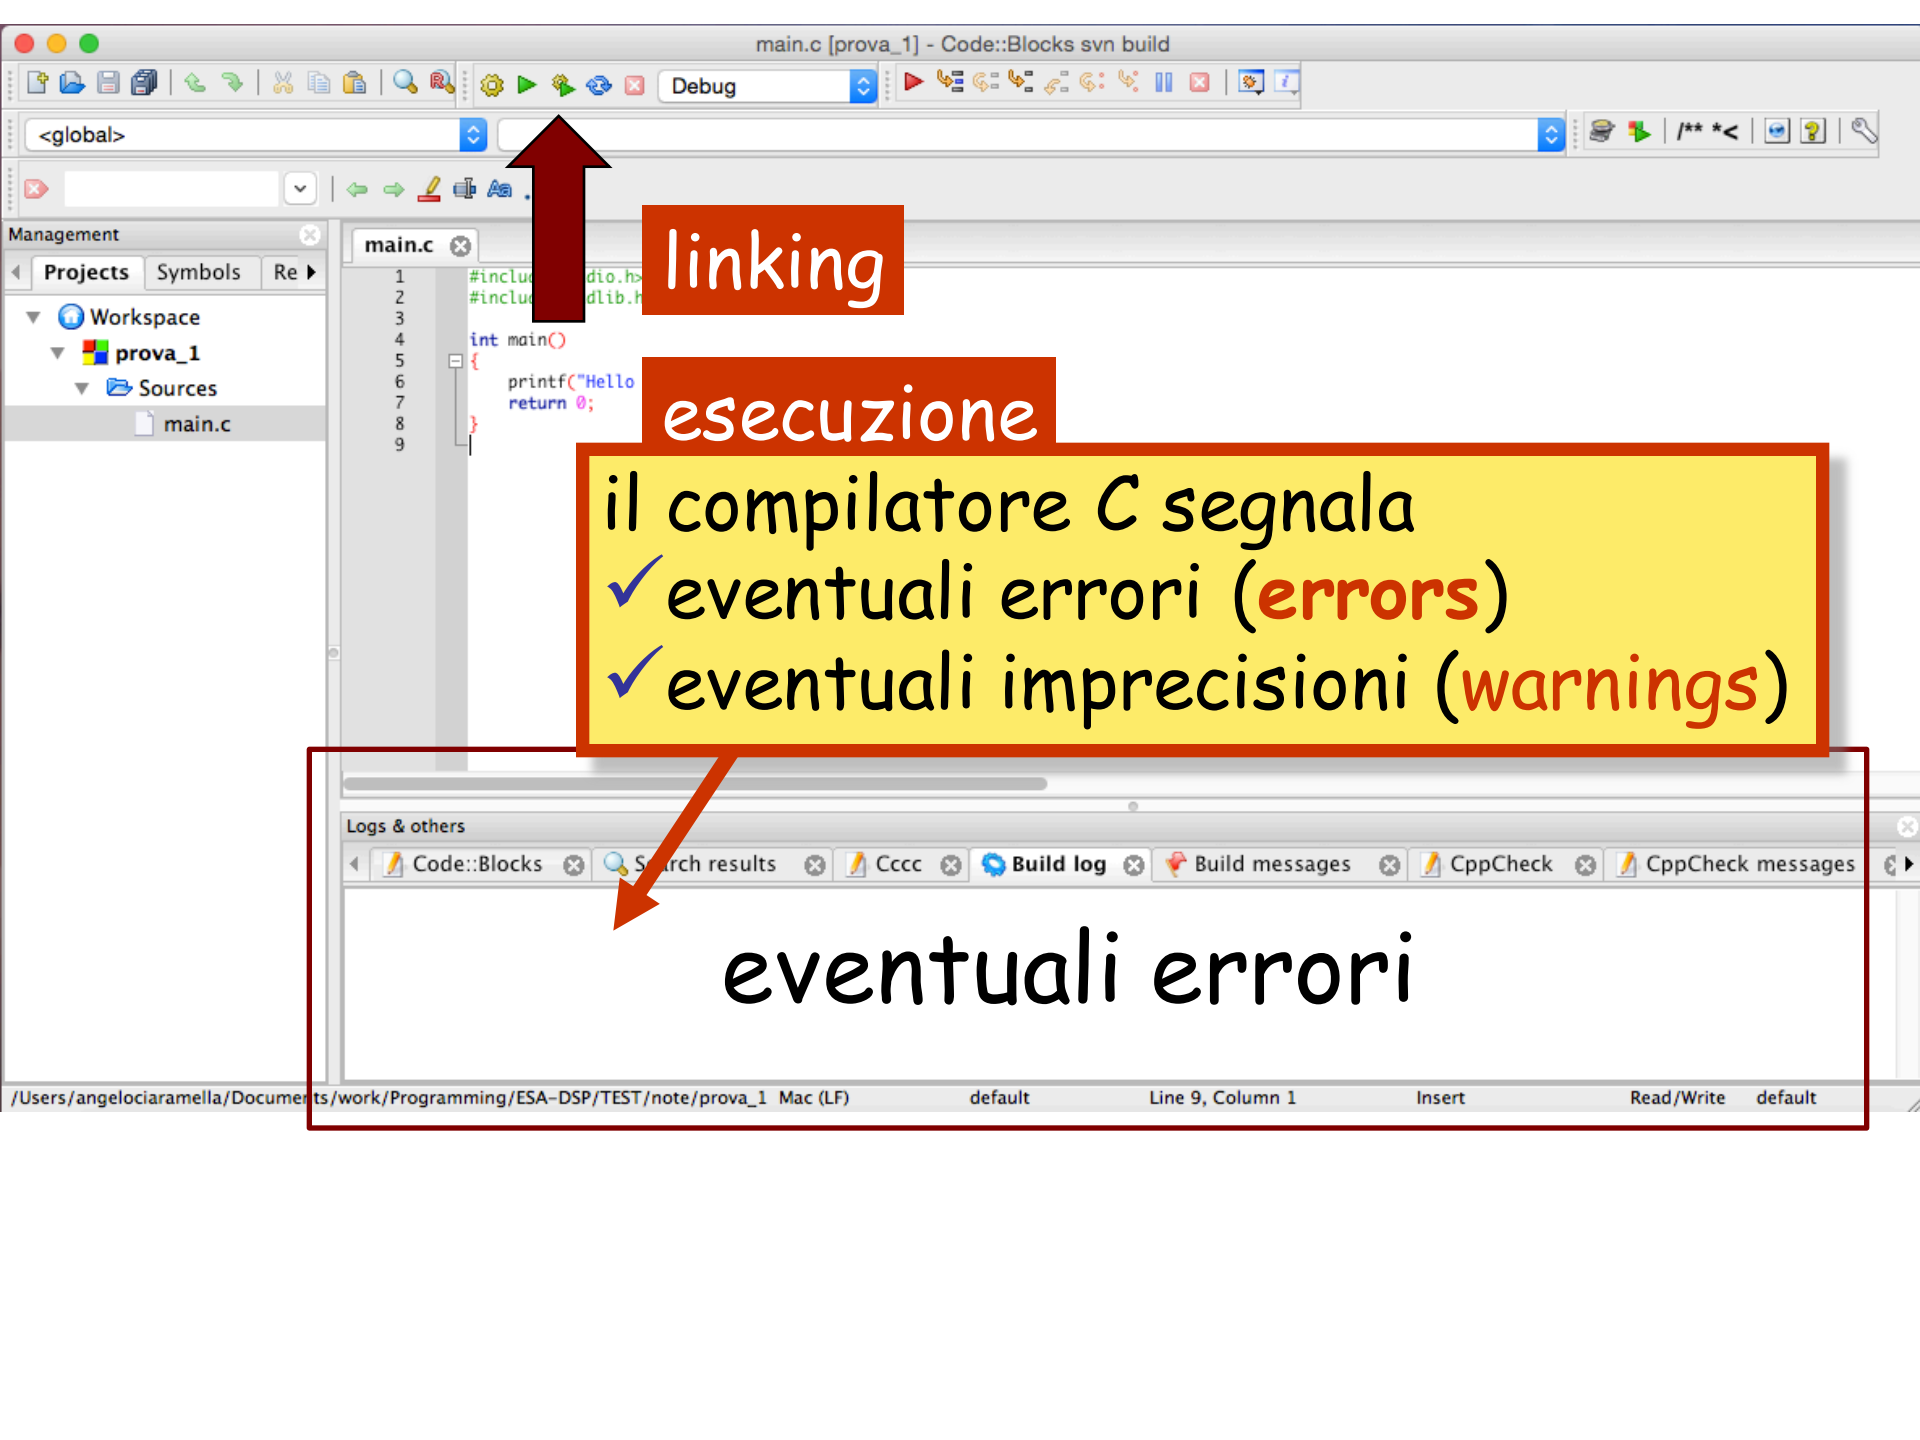 main.c [prova_1] - Code::Blocks svn build
Debug
<global>
/** *<
Management
main.c
Projects Symbols Re
linking
1 #inclu dio.h>
2 #inclu dlib.h
3
4 int main()
5 {
6 printf("Hello
7 return 0;
8 }
9
Workspace
prova_1
Sources
main.c
esecuzione
il compilatore C segnala
✓eventuali errori (errors)
✓eventuali imprecisioni (warnings)
Logs & others
Code::Blocks Search results Cccc Build log Build messages CppCheck CppCheck messages
eventuali errori
/Users/angelociaramella/Documents/work/Programming/ESA-DSP/TEST/note/prova_1 Mac (LF) default Line 9, Column 1 Insert Read/Write default